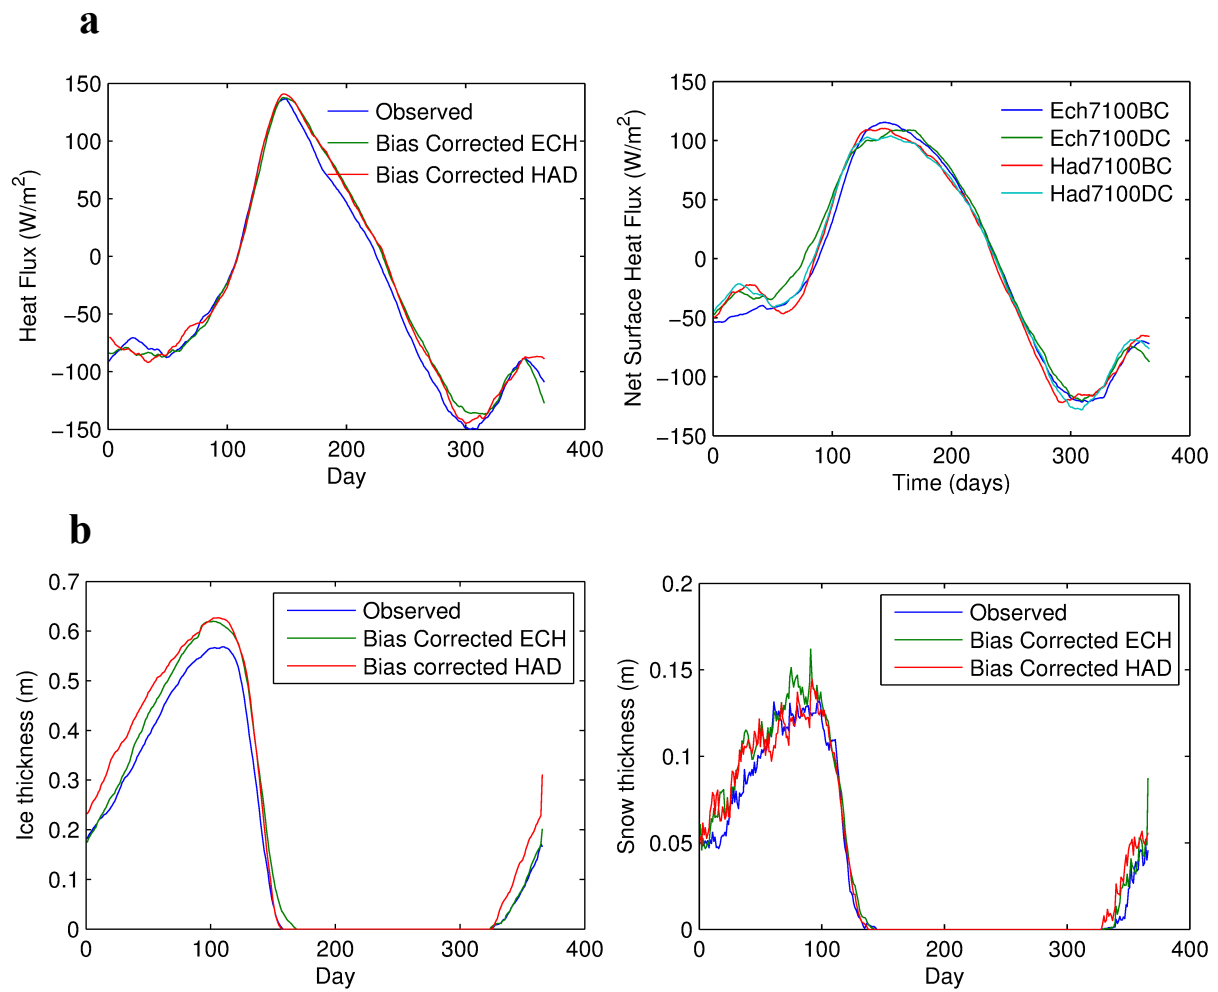 a
150
100
50
0
−50
−100
−150
0 100 200 300 400
Day
Heat Flux (W/m²)
Observed
Bias Corrected ECH
Bias Corrected HAD
150
100
50
0
−50
−100
−150
0 100 200 300 400
Time (days)
Net Surface Heat Flux (W/m²)
Ech7100BC
Ech7100DC
Had7100BC
Had7100DC
b
0.7
0.6
0.5
0.4
0.3
0.2
0.1
0
0 100 200 300 400
Day
Ice thickness (m)
Observed
Bias Corrected ECH
Bias corrected HAD
0.2
0.15
0.1
0.05
0
0 100 200 300 400
Day
Snow thickness (m)
Observed
Bias Corrected ECH
Bias Corrected HAD